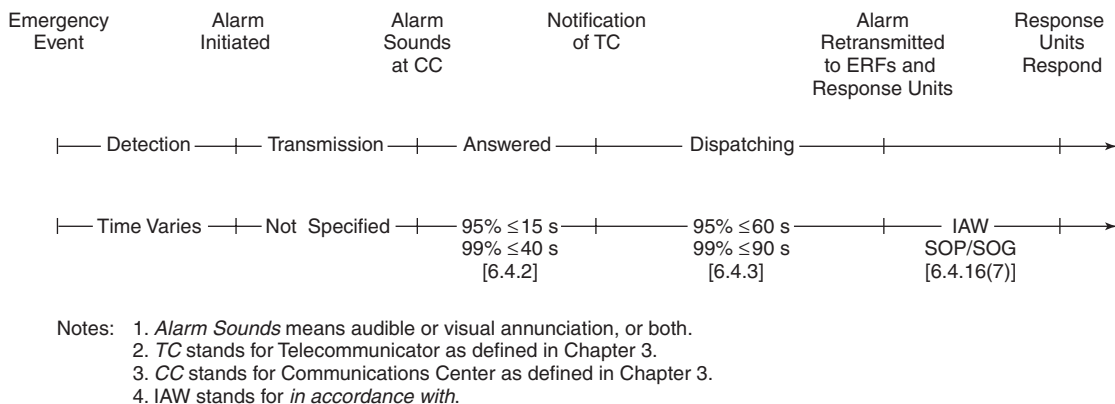 Emergency Event
Alarm Initiated
Alarm Sounds at CC
Notification of TC
Alarm Retransmitted to ERFs and Response Units
Response Units Respond
Detection
Transmission
Answered
Dispatching
Time Varies
Not Specified
95% ≤15 s
99% ≤40 s
[6.4.2]
95% ≤60 s
99% ≤90 s
[6.4.3]
IAW
SOP/SOG
[6.4.16(7)]
Notes: 1. Alarm Sounds means audible or visual annunciation, or both.
2. TC stands for Telecommunicator as defined in Chapter 3.
3. CC stands for Communications Center as defined in Chapter 3.
4. IAW stands for in accordance with.